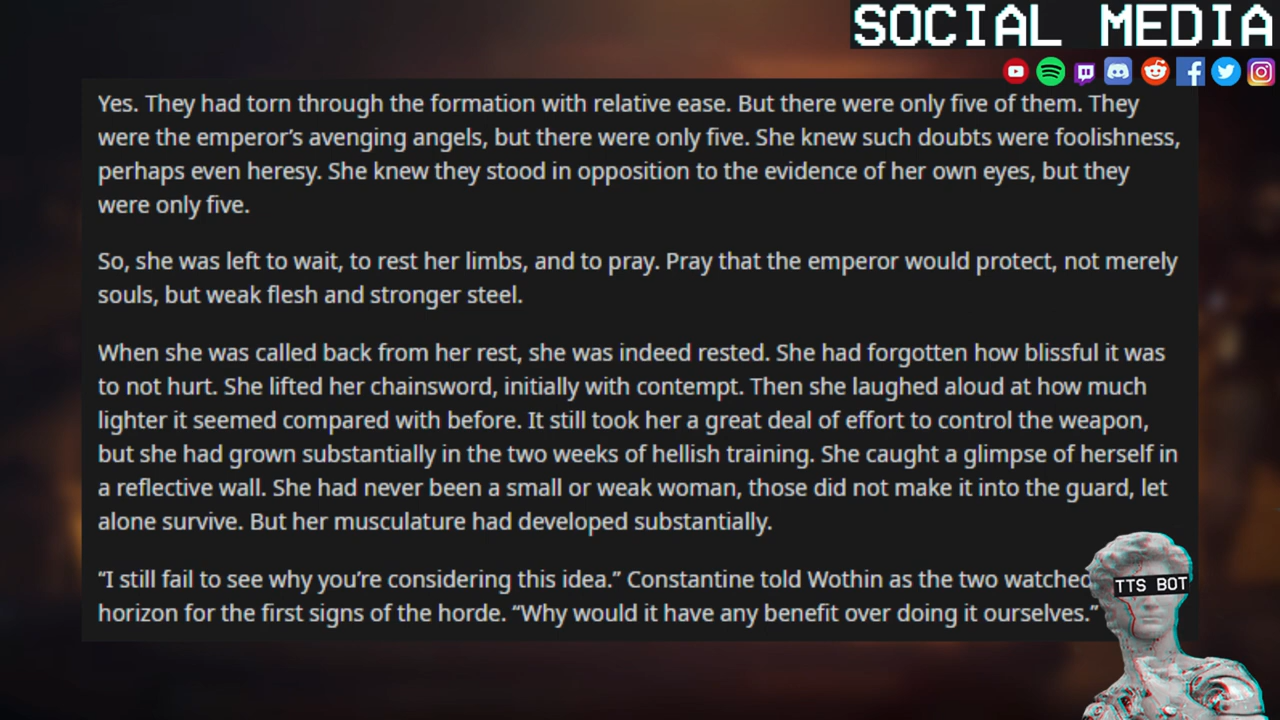 SOCIAL MEDIA
Yes. They had torn through the formation with relative ease. But there were only five of them. They
were the emperor’s avenging angels, but there were only five. She knew such doubts were foolishness,
perhaps even heresy. She knew they stood in opposition to the evidence of her own eyes, but they
were only five.
So, she was left to wait, to rest her limbs, and to pray. Pray that the emperor would protect, not merely
souls, but weak flesh and stronger steel.
When she was called back from her rest, she was indeed rested. She had forgotten how blissful it was
to not hurt. She lifted her chainsword, initially with contempt. Then she laughed aloud at how much
lighter it seemed compared with before. It still took her a great deal of effort to control the weapon,
but she had grown substantially in the two weeks of hellish training. She caught a glimpse of herself in
a reflective wall. She had never been a small or weak woman, those did not make it into the guard, let
alone survive. But her musculature had developed substantially.
“I still fail to see why you’re considering this idea.” Constantine told Wothin as the two watched
horizon for the first signs of the horde. “Why would it have any benefit over doing it ourselves.”
TTS BOT